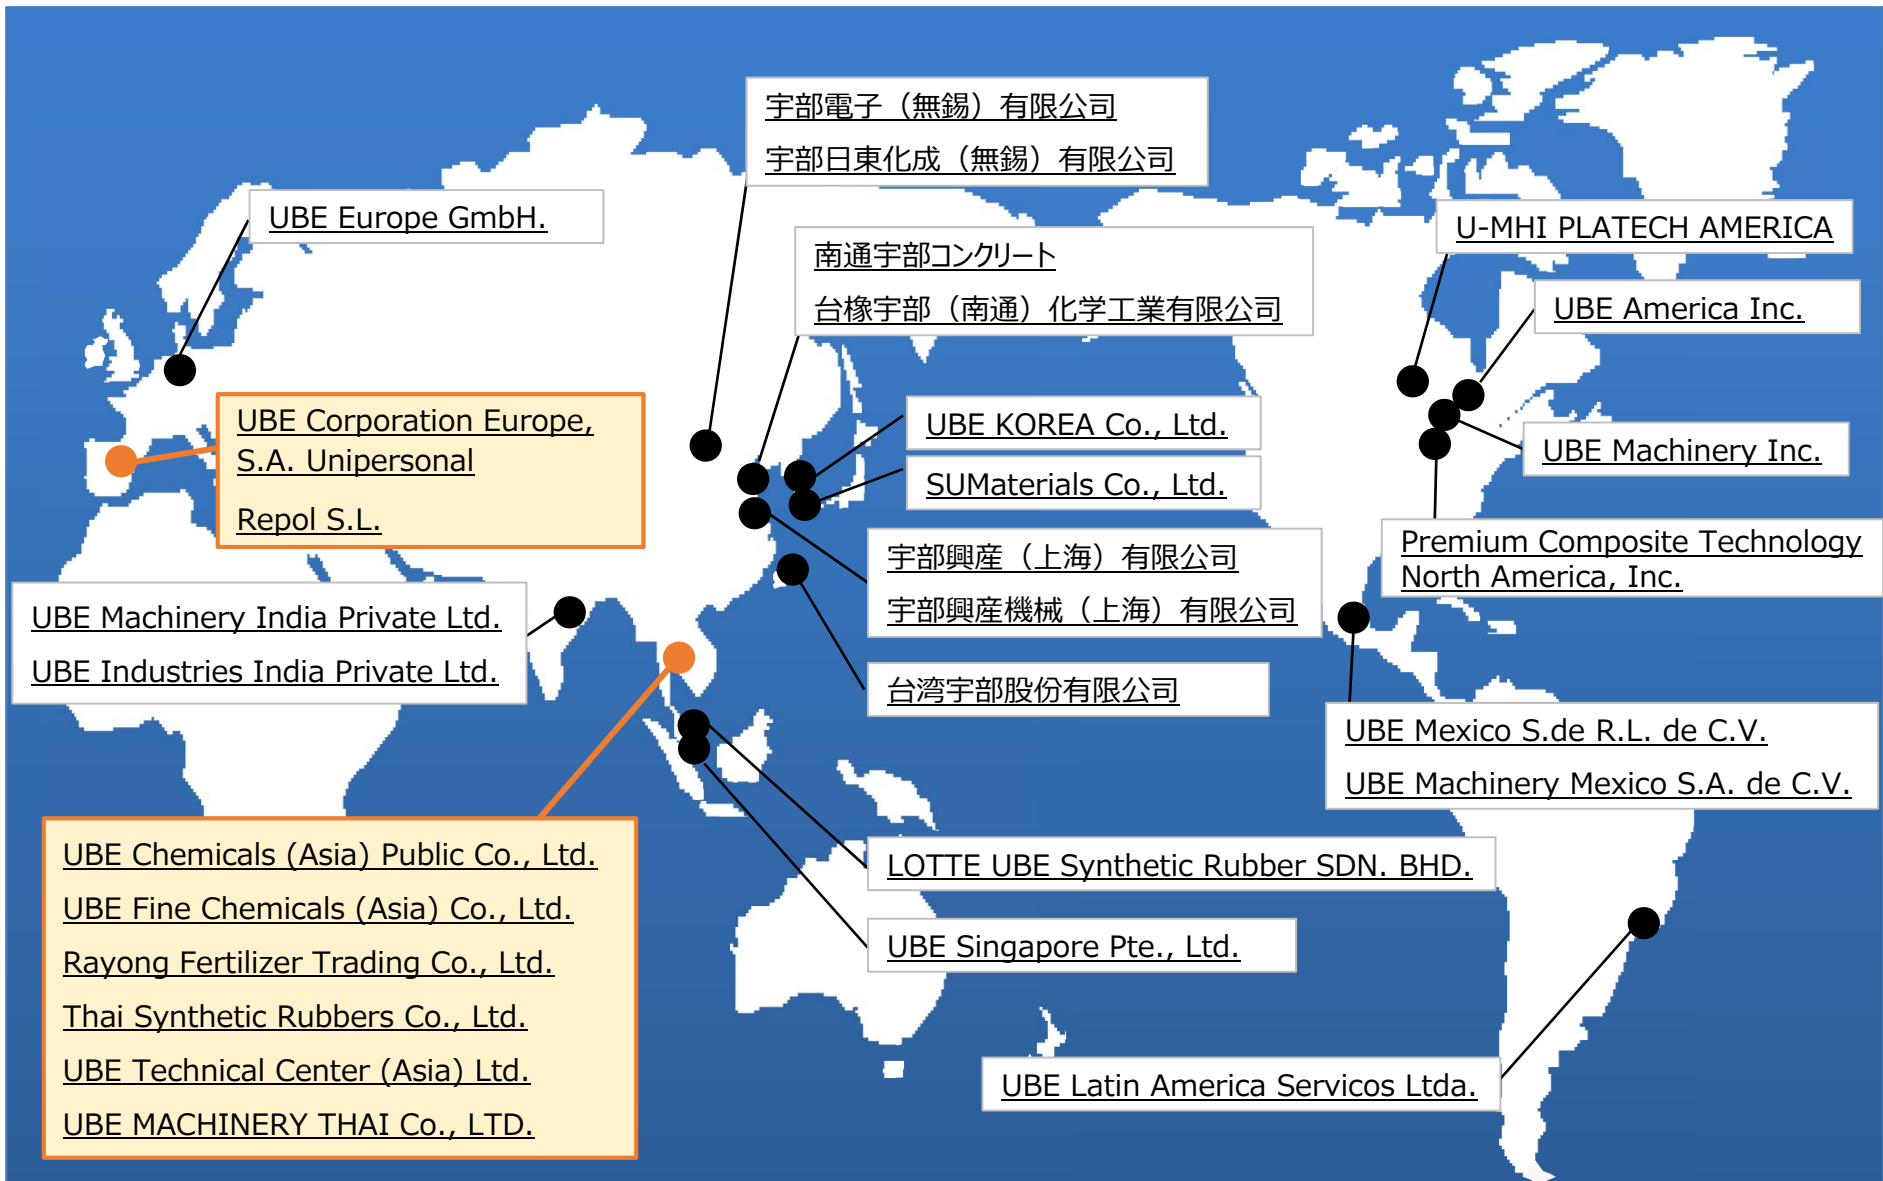 宇部電子（無錫）有限公司
宇部日東化成（無錫）有限公司
UBE Europe GmbH.
U-MHI PLATECH AMERICA
南通宇部コンクリート
台橡宇部（南通）化学工業有限公司
UBE America Inc.
UBE Corporation Europe,
S.A. Unipersonal
Repol S.L.
UBE KOREA Co., Ltd.
SUMaterials Co., Ltd.
UBE Machinery Inc.
Premium Composite Technology
North America, Inc.
宇部興産（上海）有限公司
宇部興産機械（上海）有限公司
UBE Machinery India Private Ltd.
UBE Industries India Private Ltd.
台湾宇部股份有限公司
UBE Mexico S.de R.L. de C.V.
UBE Machinery Mexico S.A. de C.V.
UBE Chemicals (Asia) Public Co., Ltd.
UBE Fine Chemicals (Asia) Co., Ltd.
Rayong Fertilizer Trading Co., Ltd.
Thai Synthetic Rubbers Co., Ltd.
UBE Technical Center (Asia) Ltd.
UBE MACHINERY THAI Co., LTD.
LOTTE UBE Synthetic Rubber SDN. BHD.
UBE Singapore Pte., Ltd.
UBE Latin America Servicos Ltda.